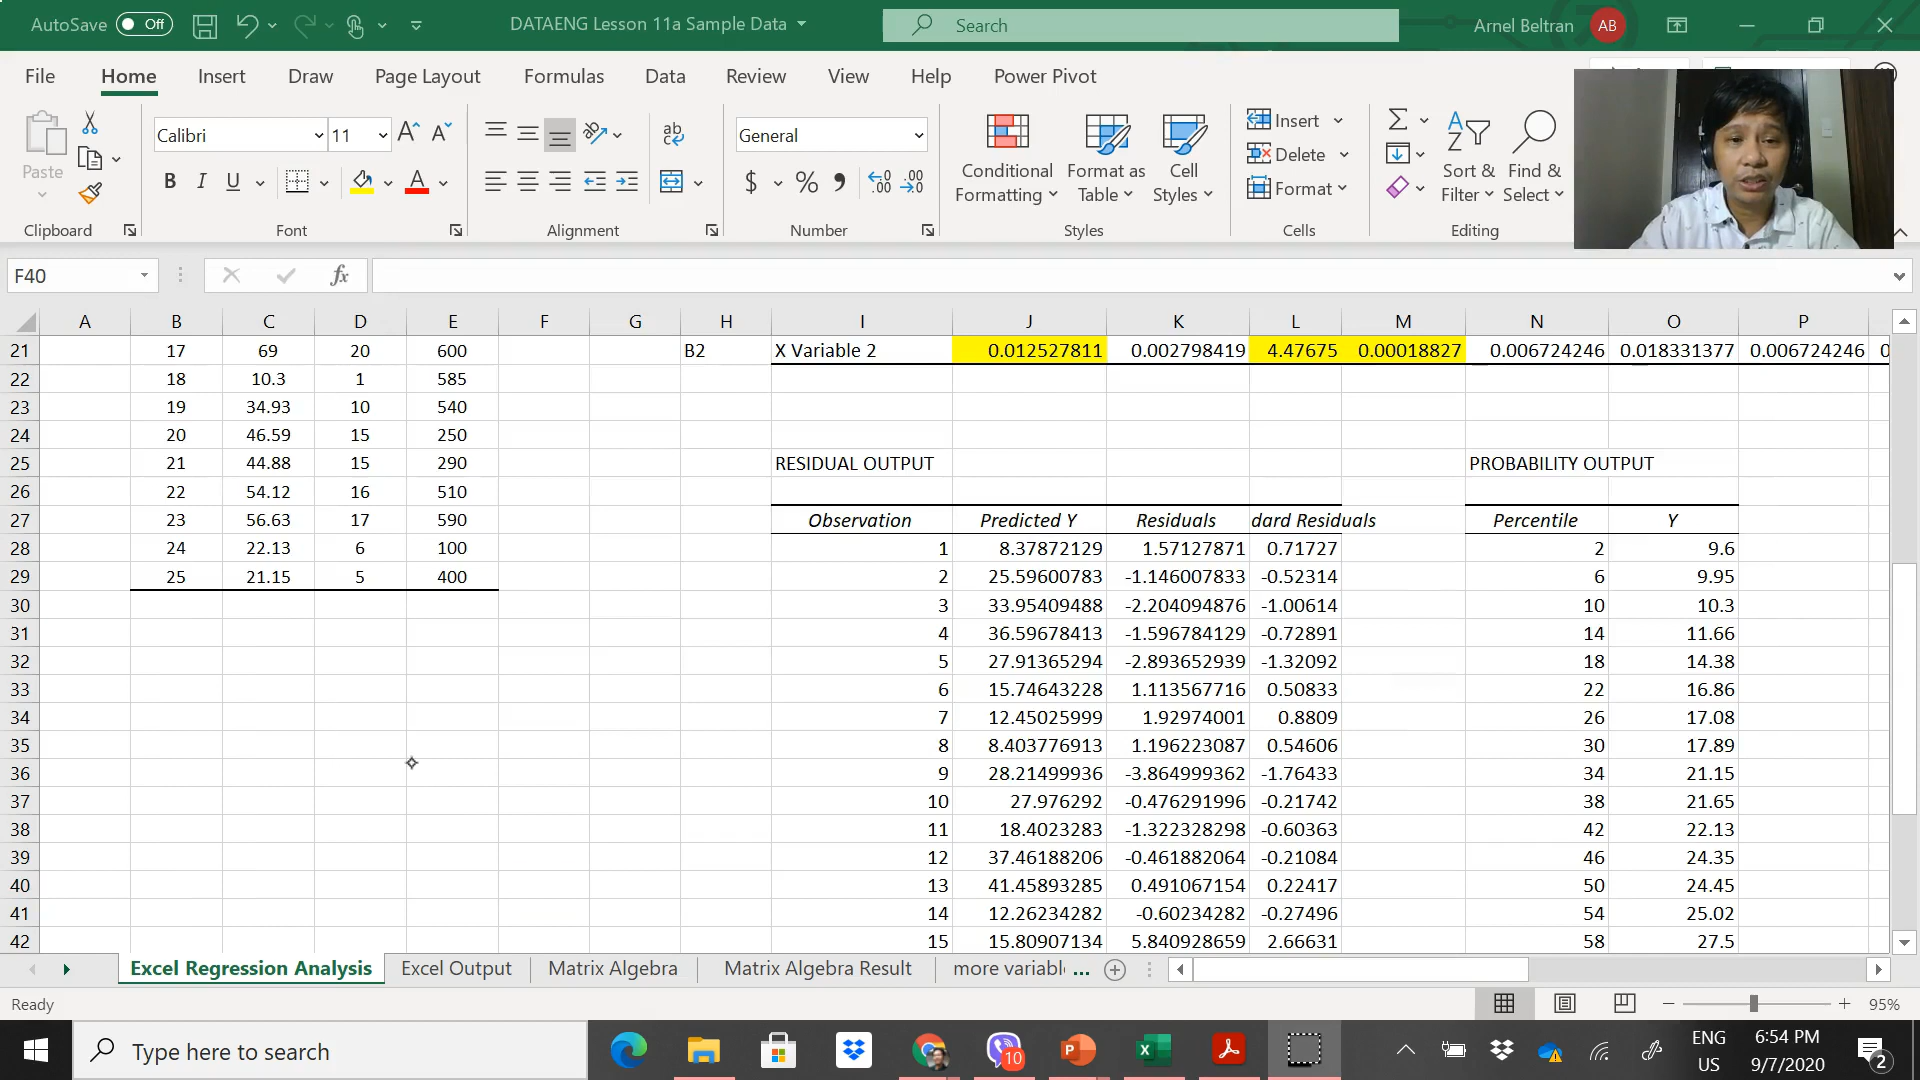 AutoSave Off DATAENG Lesson 11a Sample Data Search Arnel Beltran AB
File Home Insert Draw Page Layout Formulas Data Review View Help Power Pivot
Calibri 11 General Insert
Paste Conditional Formatting Format as Table Cell Styles Delete Sort & Filter Find & Select
B I U $ % Format
Clipboard Font Alignment Number Styles Cells Editing
F40 fx
A B C D E F G H I J K L M N O P
21 17 69 20 600 B2 X Variable 2 0.012527811 0.002798419 4.47675 0.00018827 0.006724246 0.018331377 0.006724246 0
22 18 10.3 1 585
23 19 34.93 10 540
24 20 46.59 15 250
25 21 44.88 15 290 RESIDUAL OUTPUT PROBABILITY OUTPUT
26 22 54.12 16 510
27 23 56.63 17 590 Observation Predicted Y Residuals dard Residuals Percentile Y
28 24 22.13 6 100 1 8.37872129 1.57127871 0.71727 2 9.6
29 25 21.15 5 400 2 25.59600783 -1.146007833 -0.52314 6 9.95
30 3 33.95409488 -2.204094876 -1.00614 10 10.3
31 4 36.59678413 -1.596784129 -0.72891 14 11.66
32 5 27.91365294 -2.893652939 -1.32092 18 14.38
33 6 15.74643228 1.113567716 0.50833 22 16.86
34 7 12.45025999 1.92974001 0.8809 26 17.08
35 8 8.403776913 1.196223087 0.54606 30 17.89
36 9 28.21499936 -3.864999362 -1.76433 34 21.15
37 10 27.976292 -0.476291996 -0.21742 38 21.65
38 11 18.4023283 -1.322328298 -0.60363 42 22.13
39 12 37.46188206 -0.461882064 -0.21084 46 24.35
40 13 41.45893285 0.491067154 0.22417 50 24.45
41 14 12.26234282 -0.60234282 -0.27496 54 25.02
42 15 15.80907134 5.840928659 2.66631 58 27.5
Excel Regression Analysis Excel Output Matrix Algebra Matrix Algebra Result more variabl ...
Ready 95%
Type here to search 10 ENG US 6:54 PM 9/7/2020 2